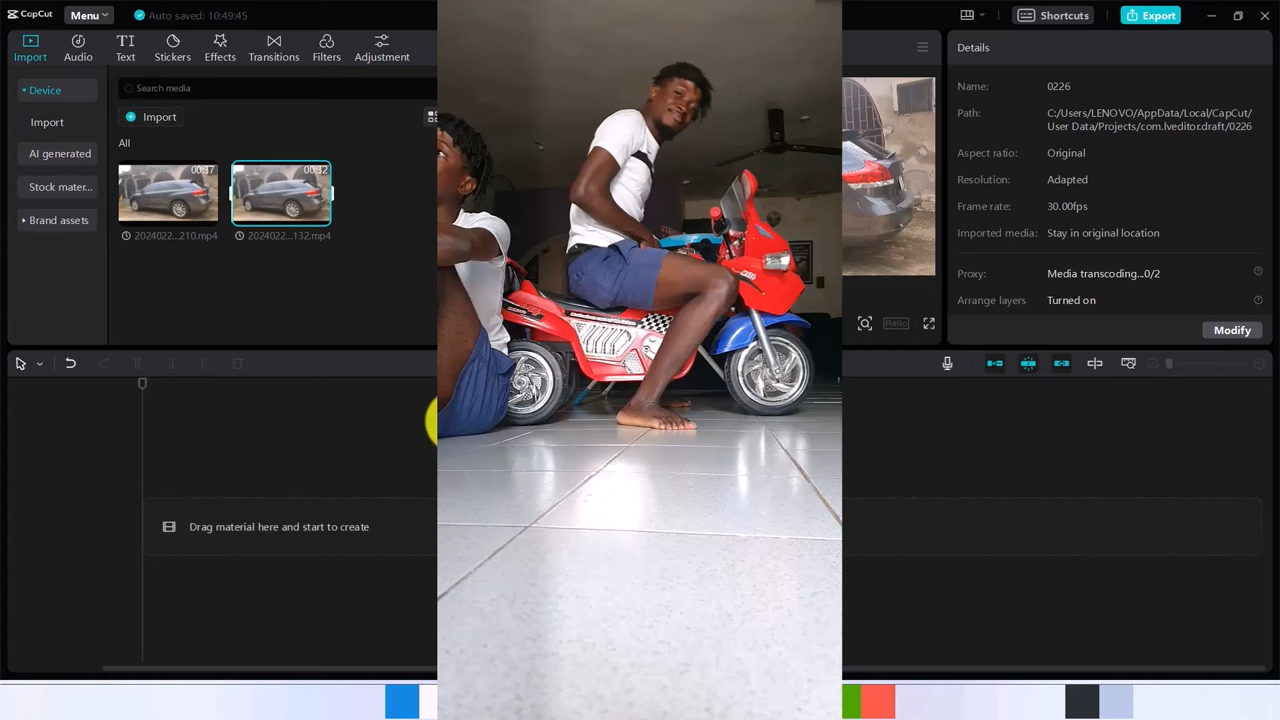 CapCut
Menu
Auto saved: 10:49:45
Shortcuts
Export
Import
Audio
Text
Stickers
Effects
Transitions
Filters
Adjustment
Details
Device
Import
AI generated
Stock mater...
Brand assets
Search media
Import
All
00:37
00:32
2024022...210.mp4
2024022...132.mp4
Name: 0226
Path: C:/Users/LENOVO/AppData/Local/CapCut/
User Data/Projects/com.lveditor.draft/0226
Aspect ratio: Original
Resolution: Adapted
Frame rate: 30.00fps
Imported media: Stay in original location
Proxy: Media transcoding...0/2
Arrange layers Turned on
Ratio
Modify
Drag material here and start to create